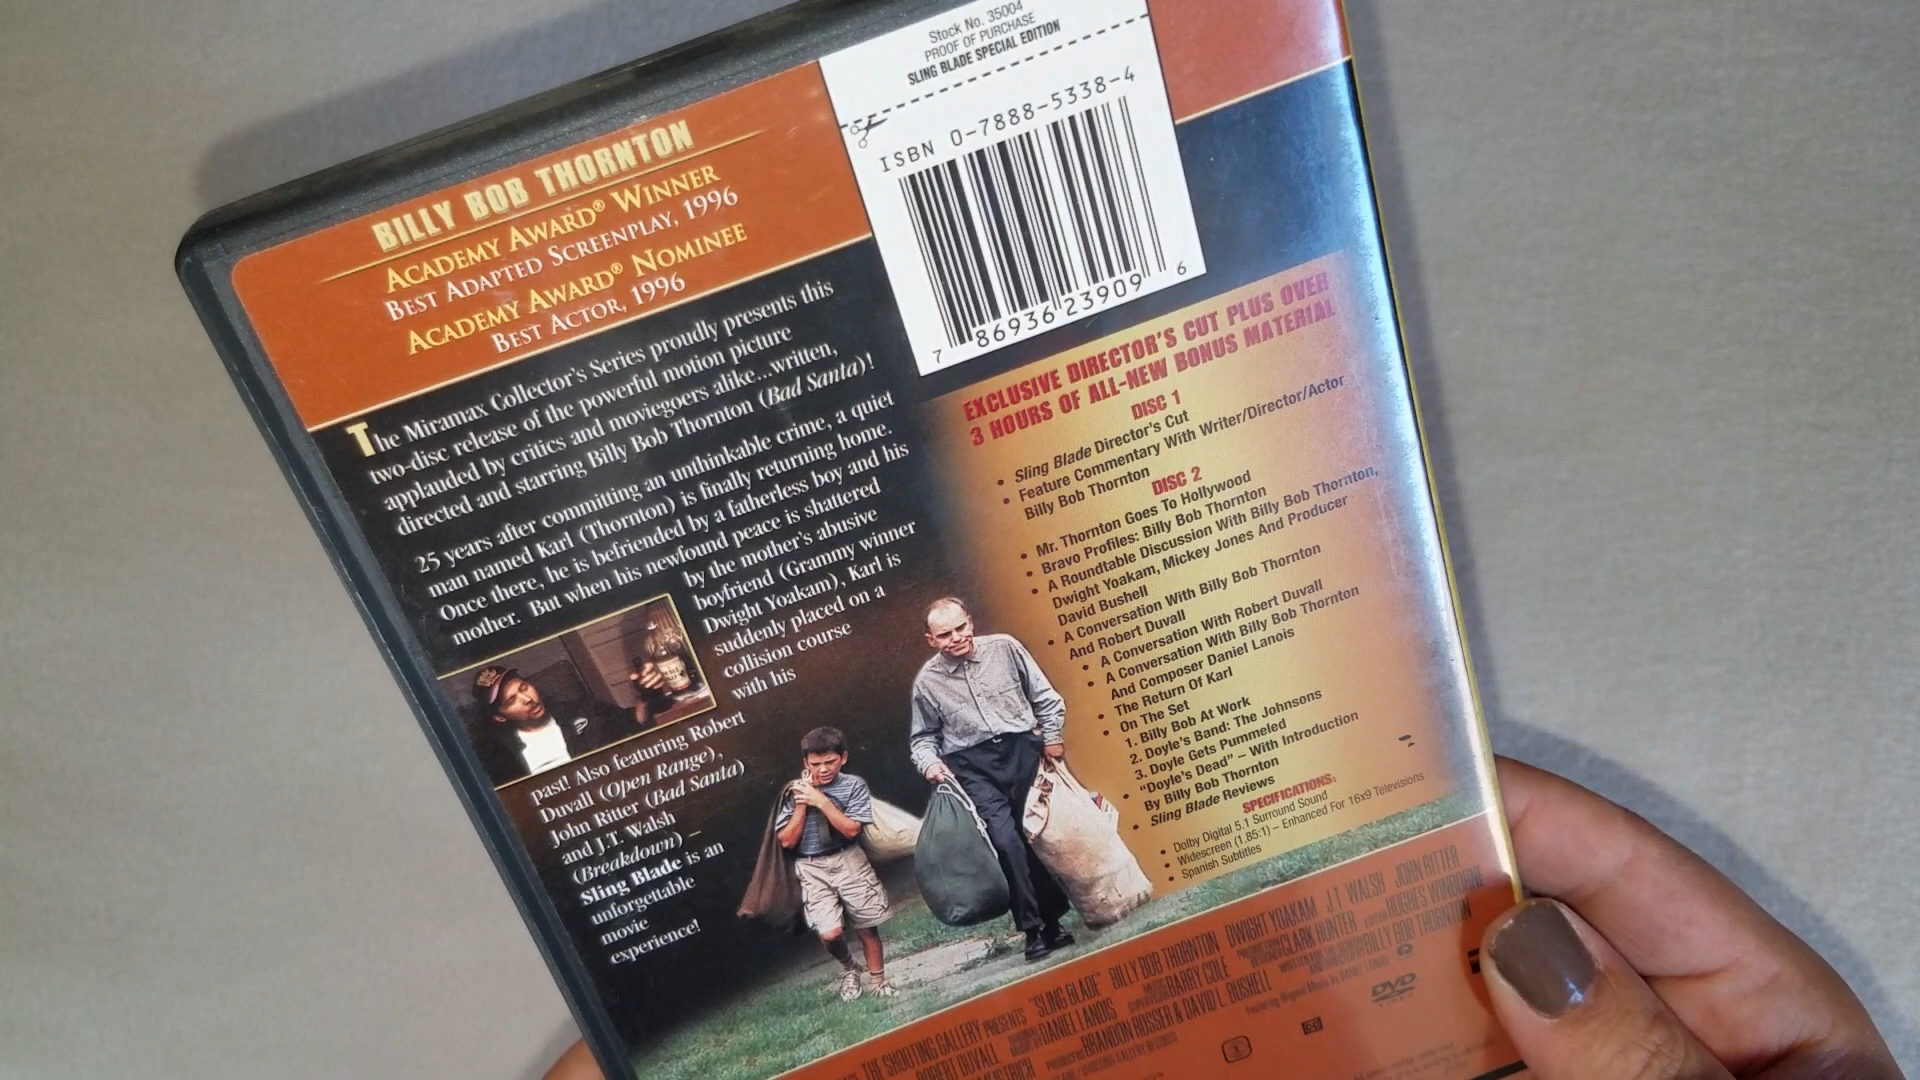 Stock No. 35004
PROOF OF PURCHASE
SLING BLADE SPECIAL EDITION
ISBN 0-7888-5338-4
7 86936 23909 6
BILLY BOB THORNTON
ACADEMY AWARD® WINNER
BEST ADAPTED SCREENPLAY, 1996
ACADEMY AWARD® NOMINEE
BEST ACTOR, 1996
The Miramax Collector's Series proudly presents this
two-disc release of the powerful motion picture
applauded by critics and moviegoers alike...written,
directed and starring Billy Bob Thornton (Bad Santa)!
25 years after committing an unthinkable crime, a quiet
man named Karl (Thornton) is finally returning home.
Once there, he is befriended by a fatherless boy and his
mother. But when his newfound peace is shattered
by the mother's abusive
boyfriend (Grammy winner
Dwight Yoakam), Karl is
suddenly placed on a
collision course
with his
past! Also featuring Robert
Duvall (Open Range),
John Ritter (Bad Santa)
and J.T. Walsh
(Breakdown) –
Sling Blade is an
unforgettable
movie
experience!
EXCLUSIVE DIRECTOR'S CUT PLUS OVER
3 HOURS OF ALL-NEW BONUS MATERIAL
DISC 1
• Sling Blade Director's Cut
• Feature Commentary With Writer/Director/Actor
Billy Bob Thornton
DISC 2
• Mr. Thornton Goes To Hollywood
• Bravo Profiles: Billy Bob Thornton
• A Roundtable Discussion With Billy Bob Thornton,
Dwight Yoakam, Mickey Jones And Producer
David Bushell
• A Conversation With Billy Bob Thornton
And Robert Duvall
• A Conversation With Robert Duvall
• A Conversation With Billy Bob Thornton
And Composer Daniel Lanois
• The Return Of Karl
• On The Set
1. Billy Bob At Work
2. Doyle's Band: The Johnsons
3. Doyle Gets Pummeled
• "Doyle's Dead" – With Introduction
By Billy Bob Thornton
• Sling Blade Reviews
SPECIFICATIONS:
• Dolby Digital 5.1 Surround Sound
• Widescreen (1.85:1) – Enhanced For 16x9 Televisions
• Spanish Subtitles
THE SHOOTING GALLERY PRESENTS "SLING BLADE" BILLY BOB THORNTON DWIGHT YOAKAM J.T. WALSH JOHN RITTER
ROBERT DUVALL DANIEL LANOIS BARRY COLE CLARK HUNTER HUGHES WINBORNE
BRANDON ROSSER & DAVID L. BUSHELL BILLY BOB THORNTON
DVD
VIDEO